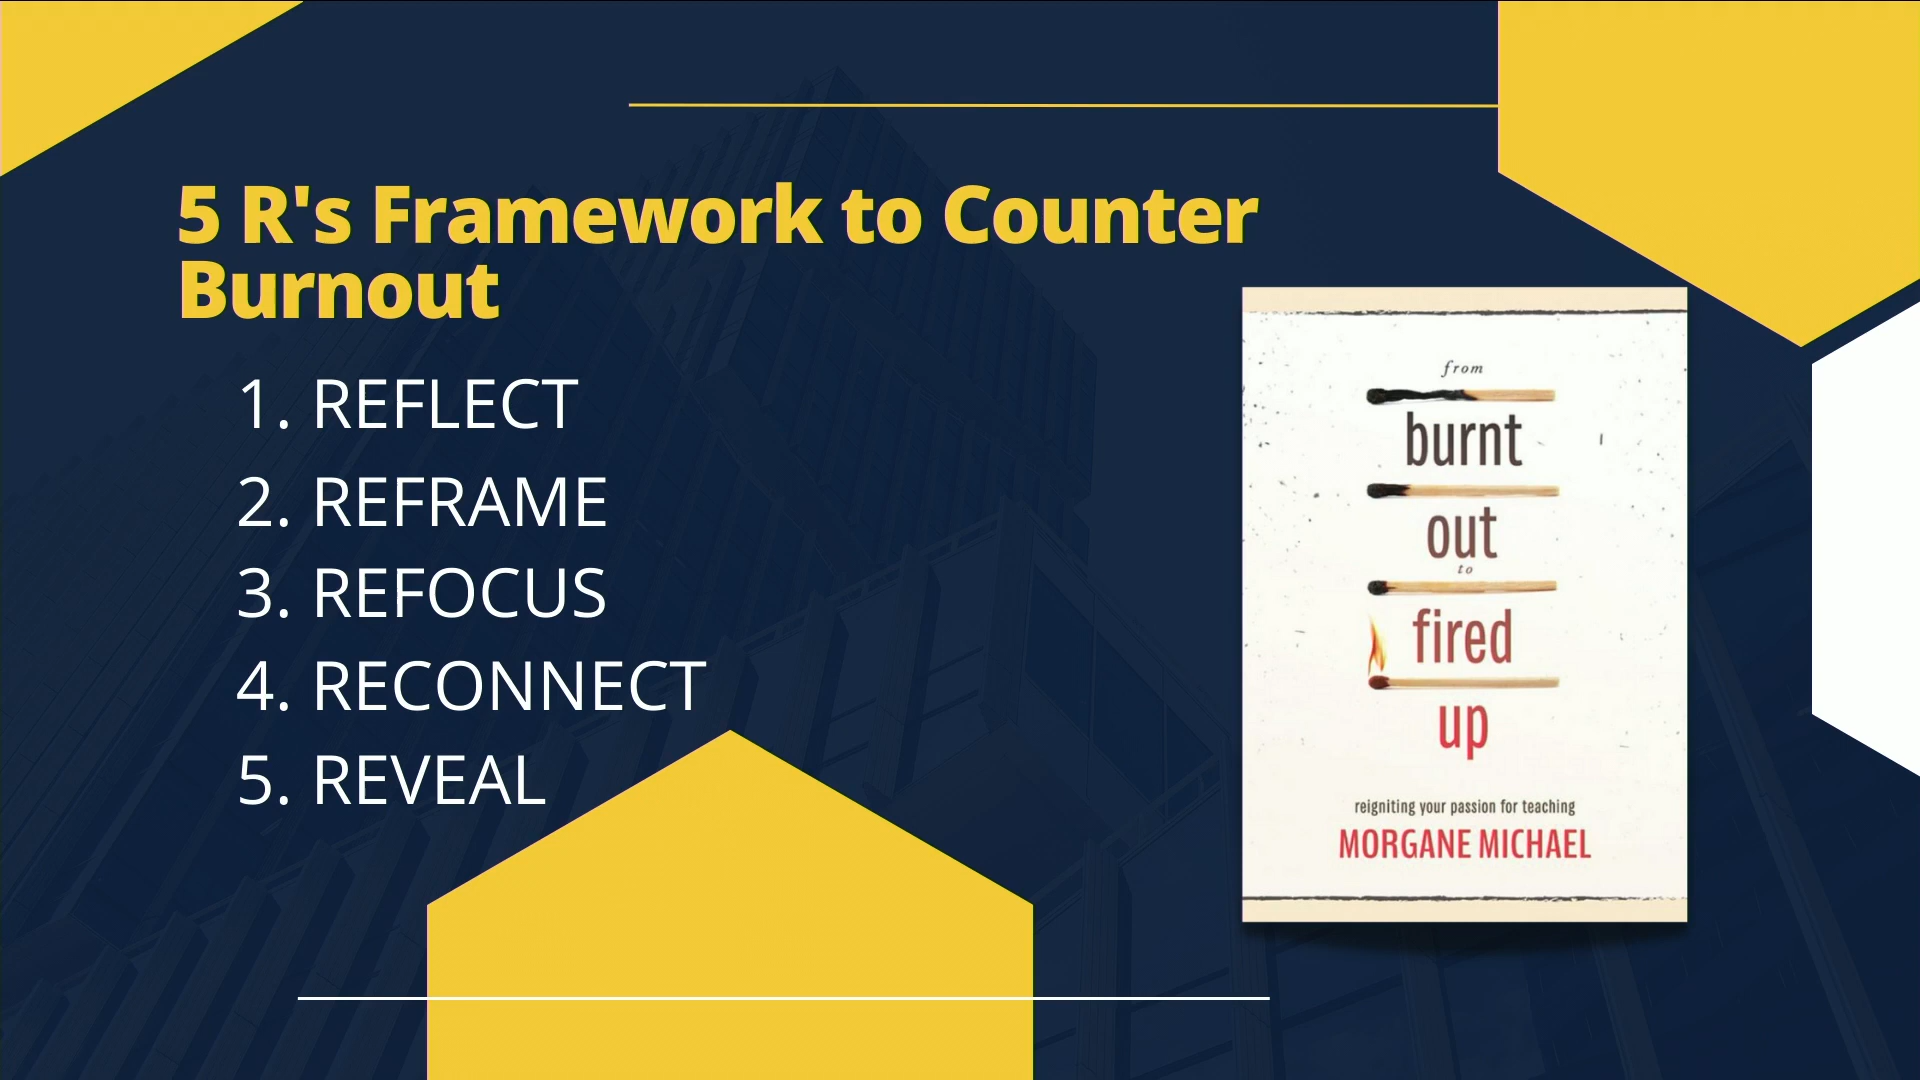 5 R's Framework to Counter
Burnout
1. REFLECT
2. REFRAME
3. REFOCUS
4. RECONNECT
5. REVEAL
from
burnt
out
to
fired
up
reigniting your passion for teaching
MORGANE MICHAEL